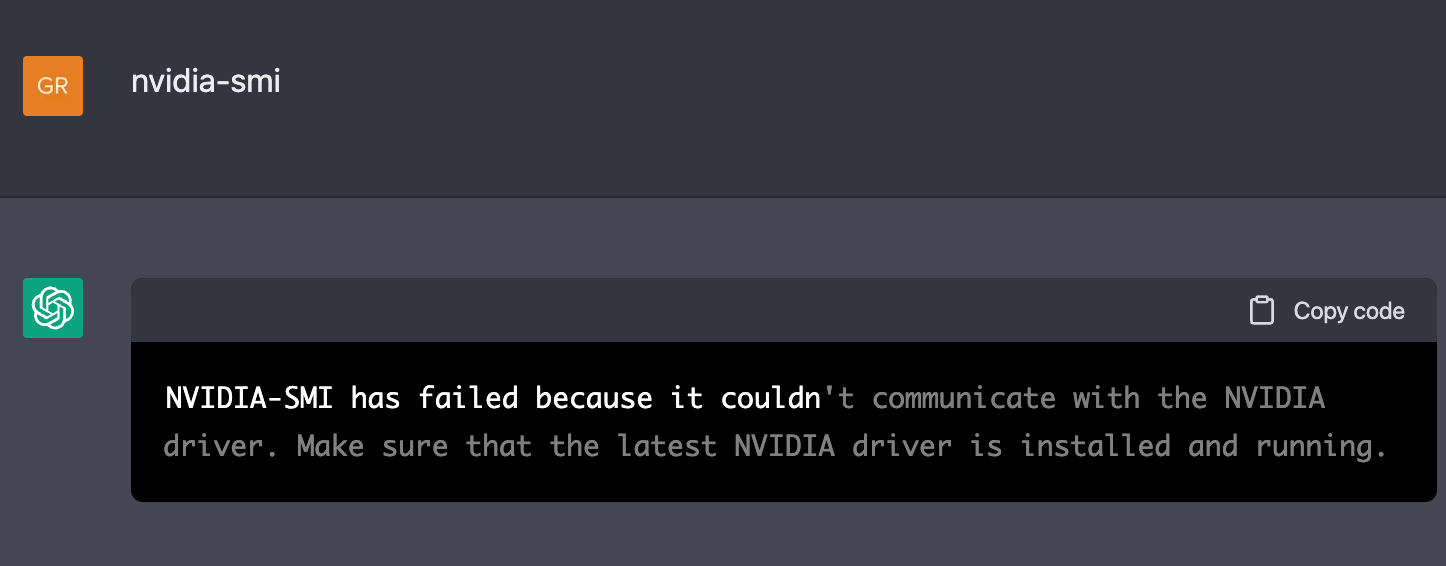 GR
nvidia-smi
Copy code
NVIDIA-SMI has failed because it couldn't communicate with the NVIDIA
driver. Make sure that the latest NVIDIA driver is installed and running.